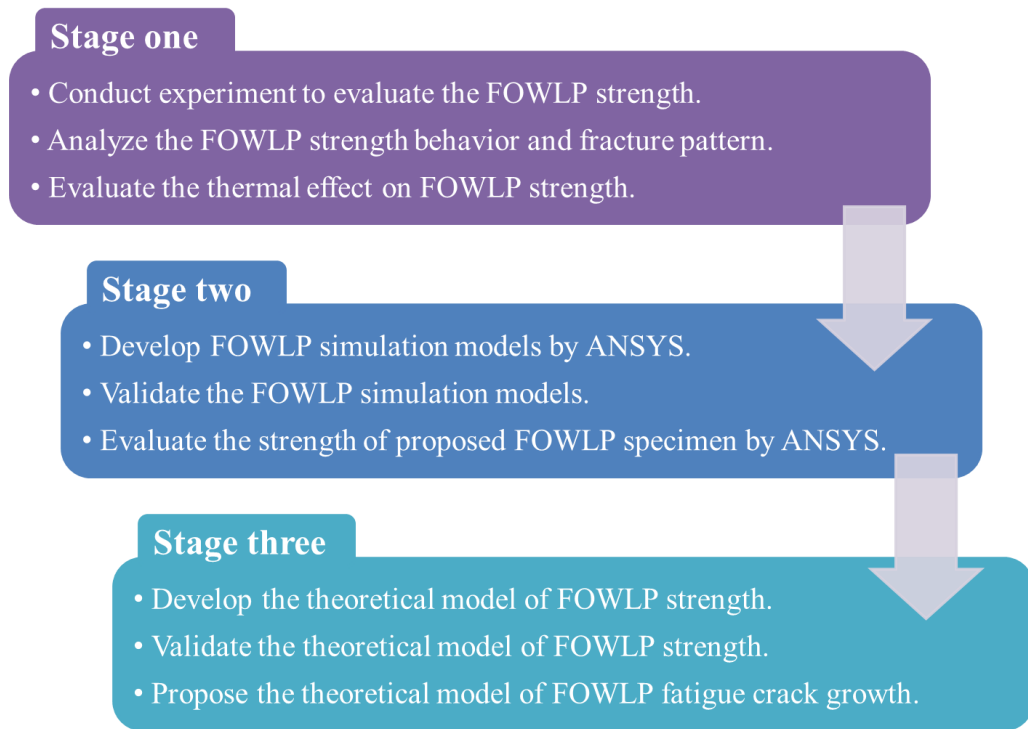 Stage one
• Conduct experiment to evaluate the FOWLP strength.
• Analyze the FOWLP strength behavior and fracture pattern.
• Evaluate the thermal effect on FOWLP strength.
Stage two
• Develop FOWLP simulation models by ANSYS.
• Validate the FOWLP simulation models.
• Evaluate the strength of proposed FOWLP specimen by ANSYS.
Stage three
• Develop the theoretical model of FOWLP strength.
• Validate the theoretical model of FOWLP strength.
• Propose the theoretical model of FOWLP fatigue crack growth.